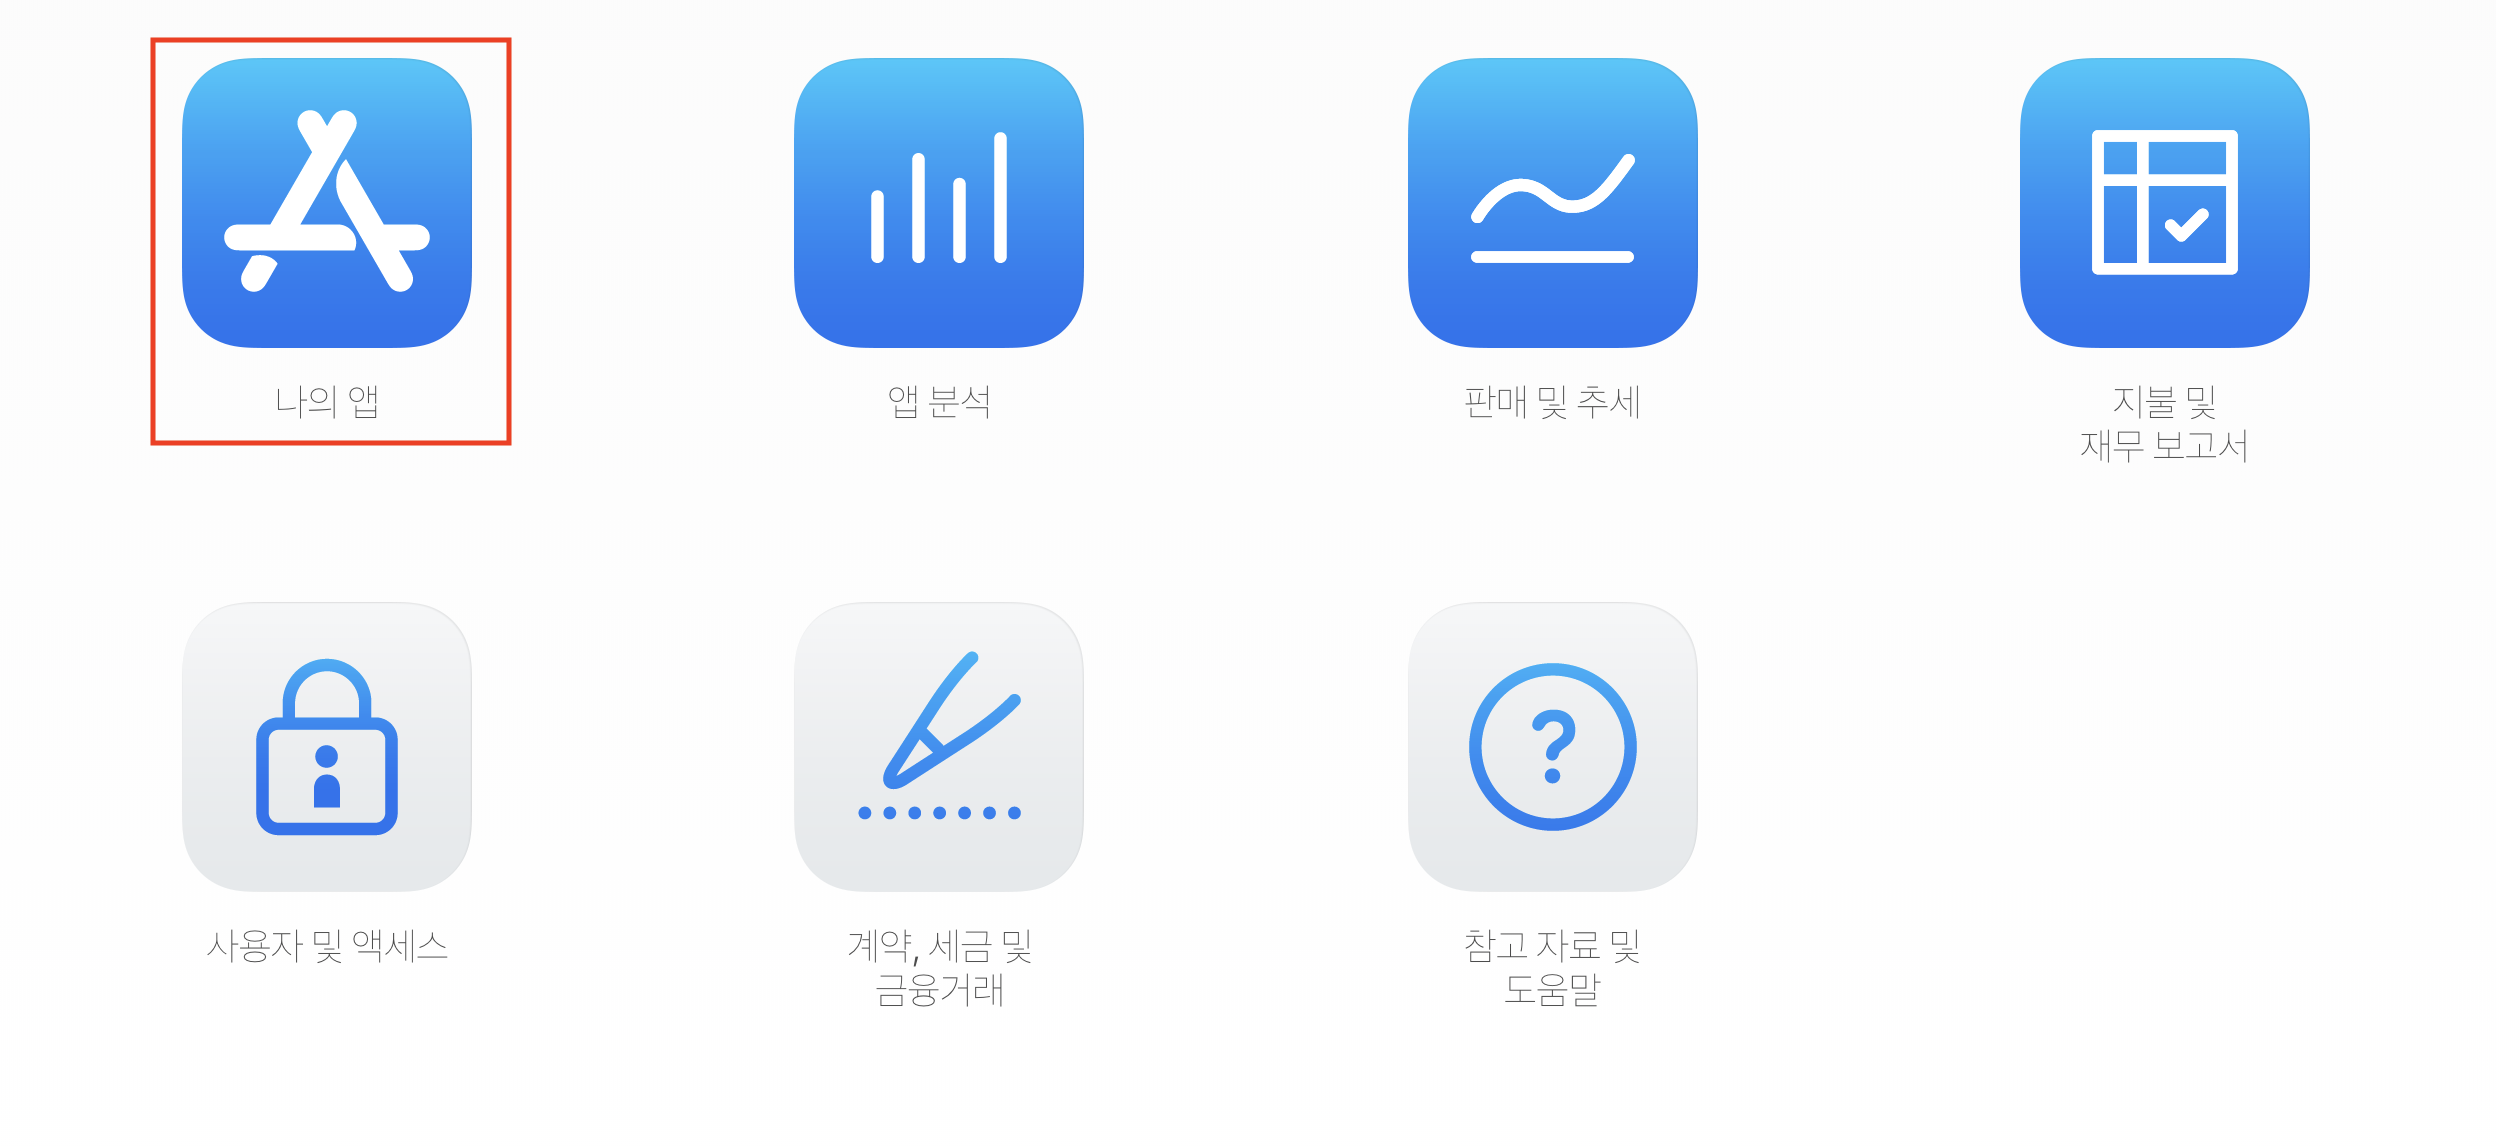 나의 앱
앱 분석
판매 및 추세
지불 및
재무 보고서
사용자 및 액세스
계약, 세금 및
금융거래
참고 자료 및
도움말